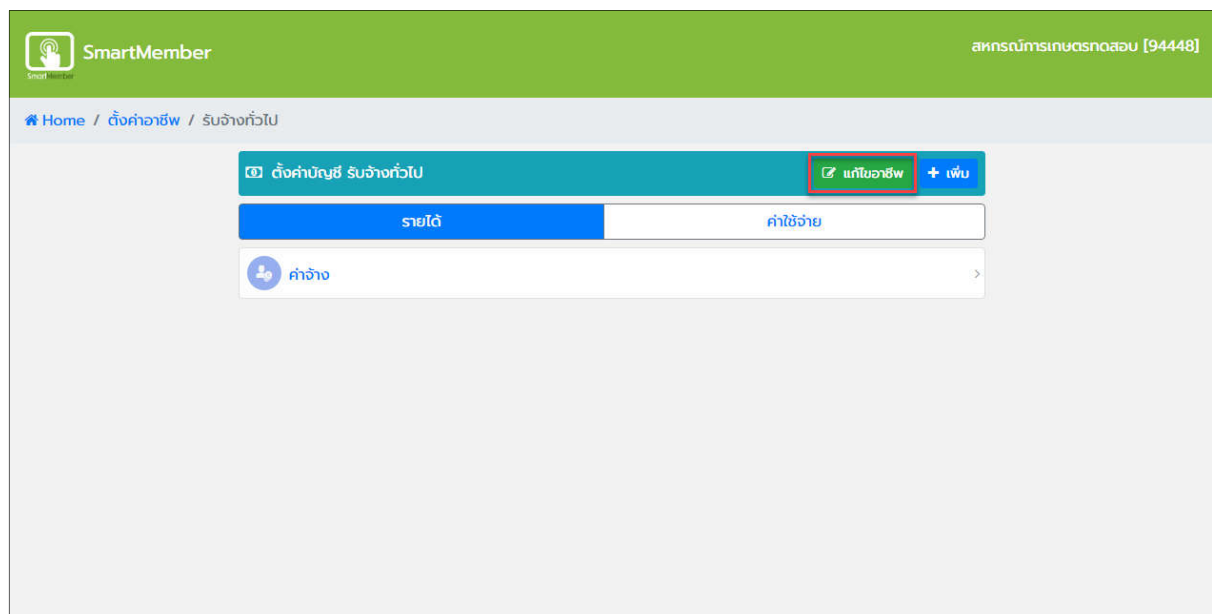 SmartMember
สหกรณ์การเกษตรทดสอบ [94448]
SmartMember
Home / ตั้งค่าอาชีพ / รับจ้างทั่วไป
ตั้งค่าบัญชี รับจ้างทั่วไป
แก้ไขอาชีพ
+ เพิ่ม
รายได้
ค่าใช้จ่าย
ค่าจ้าง